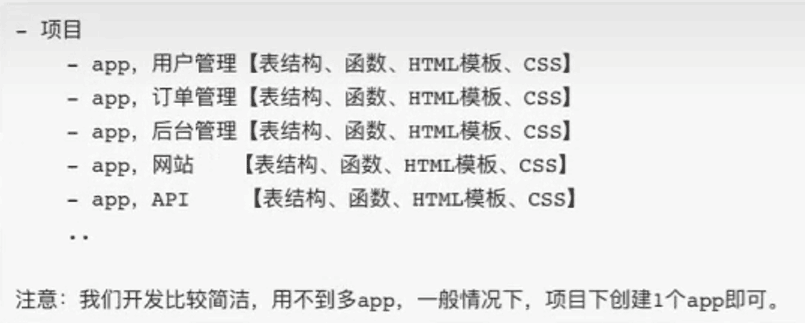 - 项目
- app，用户管理【表结构、函数、HTML模板、CSS】
- app，订单管理【表结构、函数、HTML模板、CSS】
- app，后台管理【表结构、函数、HTML模板、CSS】
- app，网站 【表结构、函数、HTML模板、CSS】
- app，API 【表结构、函数、HTML模板、CSS】
..
注意：我们开发比较简洁，用不到多app，一般情况下，项目下创建1个app即可。